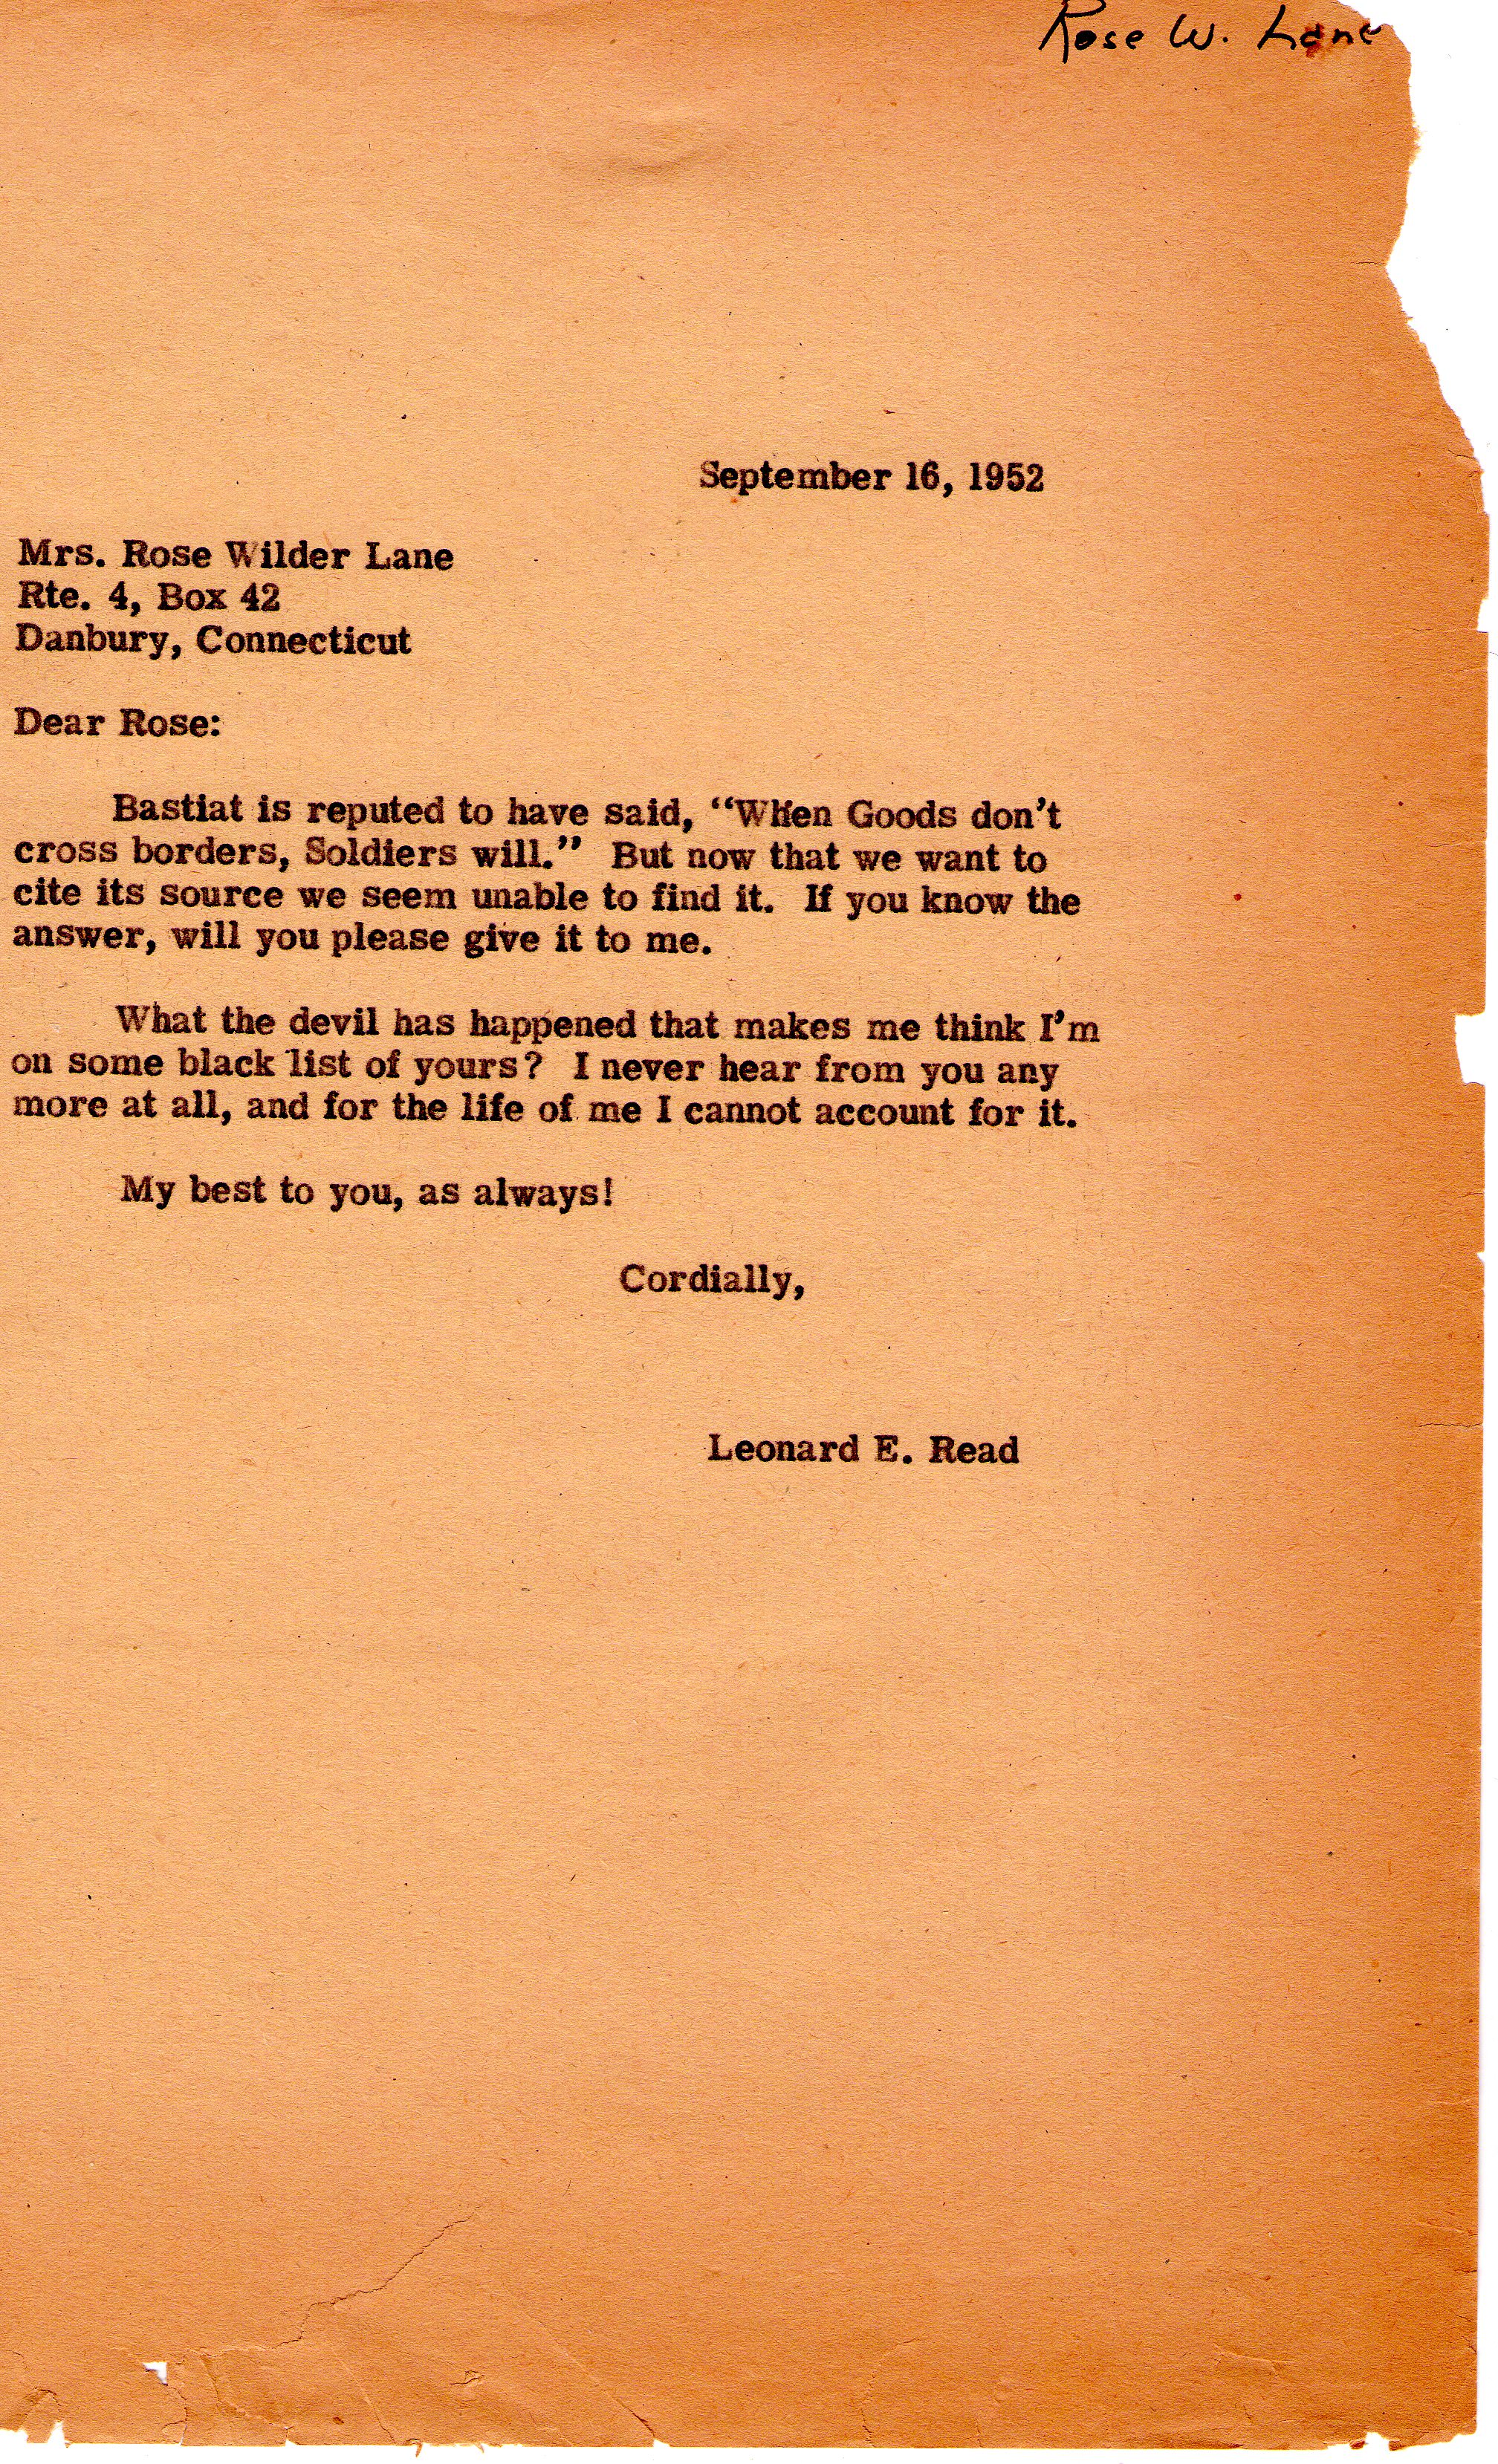 Rose W. Lane
September 16, 1952
Mrs. Rose Wilder Lane
Rte. 4, Box 42
Danbury, Connecticut
Dear Rose:
Bastiat is reputed to have said, “When Goods don’t
cross borders, Soldiers will.” But now that we want to
cite its source we seem unable to find it. If you know the
answer, will you please give it to me.
What the devil has happened that makes me think I’m
on some black list of yours? I never hear from you any
more at all, and for the life of me I cannot account for it.
My best to you, as always!
Cordially,
Leonard E. Read